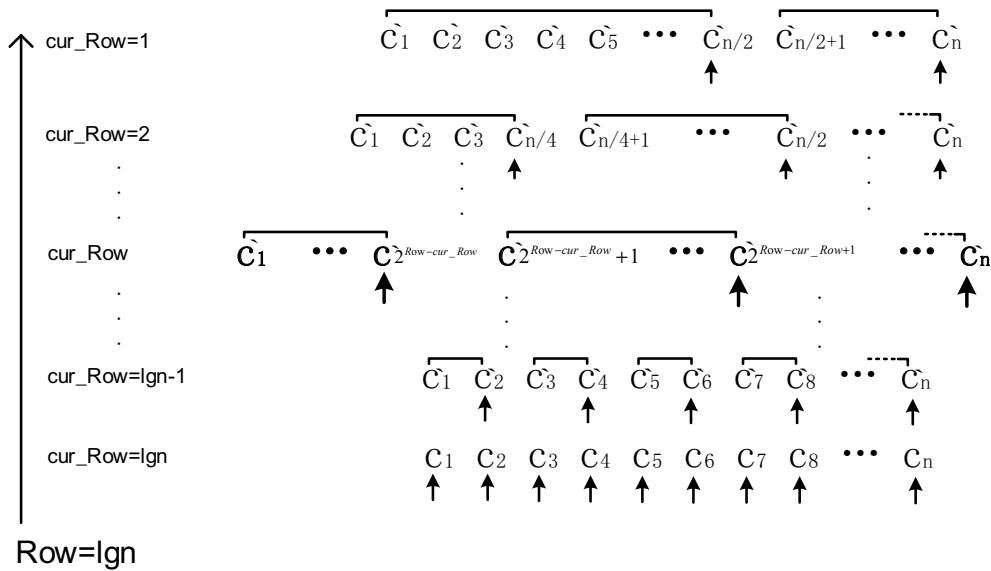 cur_Row=1 C`1 C`2 C`3 C`4 C`5 ••• C`n/2 C`n/2+1 ••• C`n
cur_Row=2 C`1 C`2 C`3 C`n/4 C`n/4+1 ••• C`n/2 ••• C`n
cur_Row C`1 ••• C`2^Row-cur_Row C`2^Row-cur_Row+1 ••• C`2^Row-cur_Row+1 ••• C`n
cur_Row=lgn-1 C`1 C`2 C`3 C`4 C`5 C`6 C`7 C`8 ••• C`n
cur_Row=lgn C1 C2 C3 C4 C5 C6 C7 C8 ••• Cn
Row=lgn